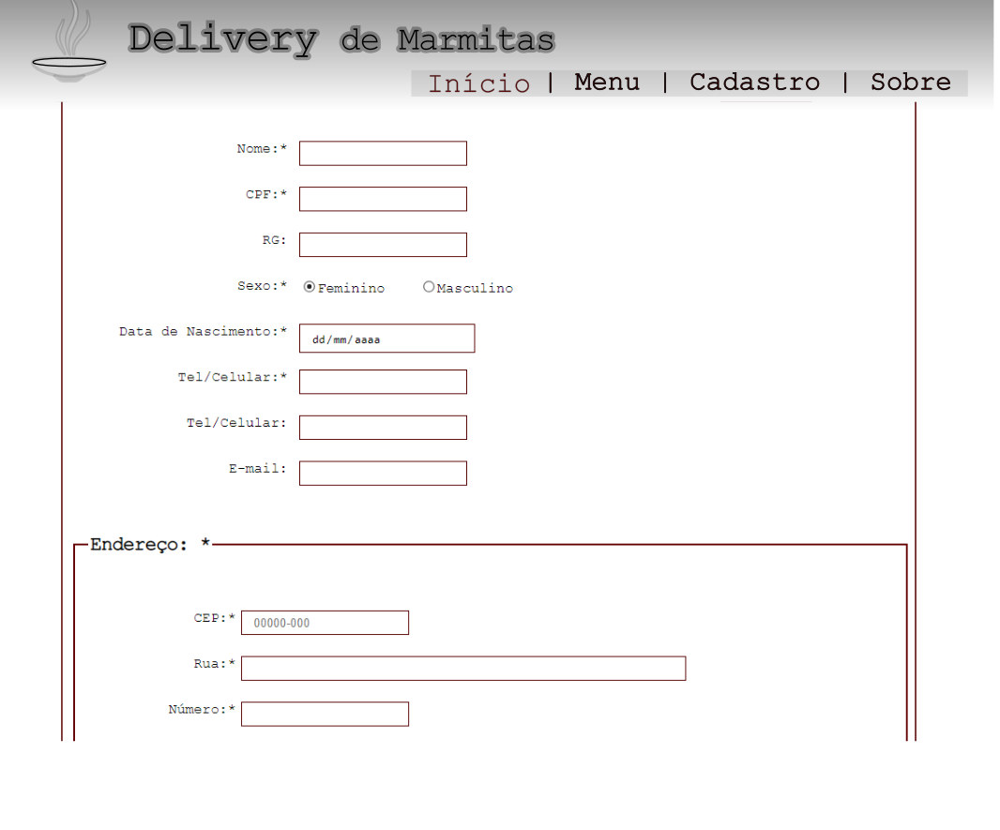 Delivery de Marmitas
Início | Menu | Cadastro | Sobre
Nome:*
CPF:*
RG:
Sexo:* Feminino Masculino
Data de Nascimento:* dd/mm/aaaa
Tel/Celular:*
Tel/Celular:
E-mail:
Endereço: *
CEP:* 00000-000
Rua:*
Número:*